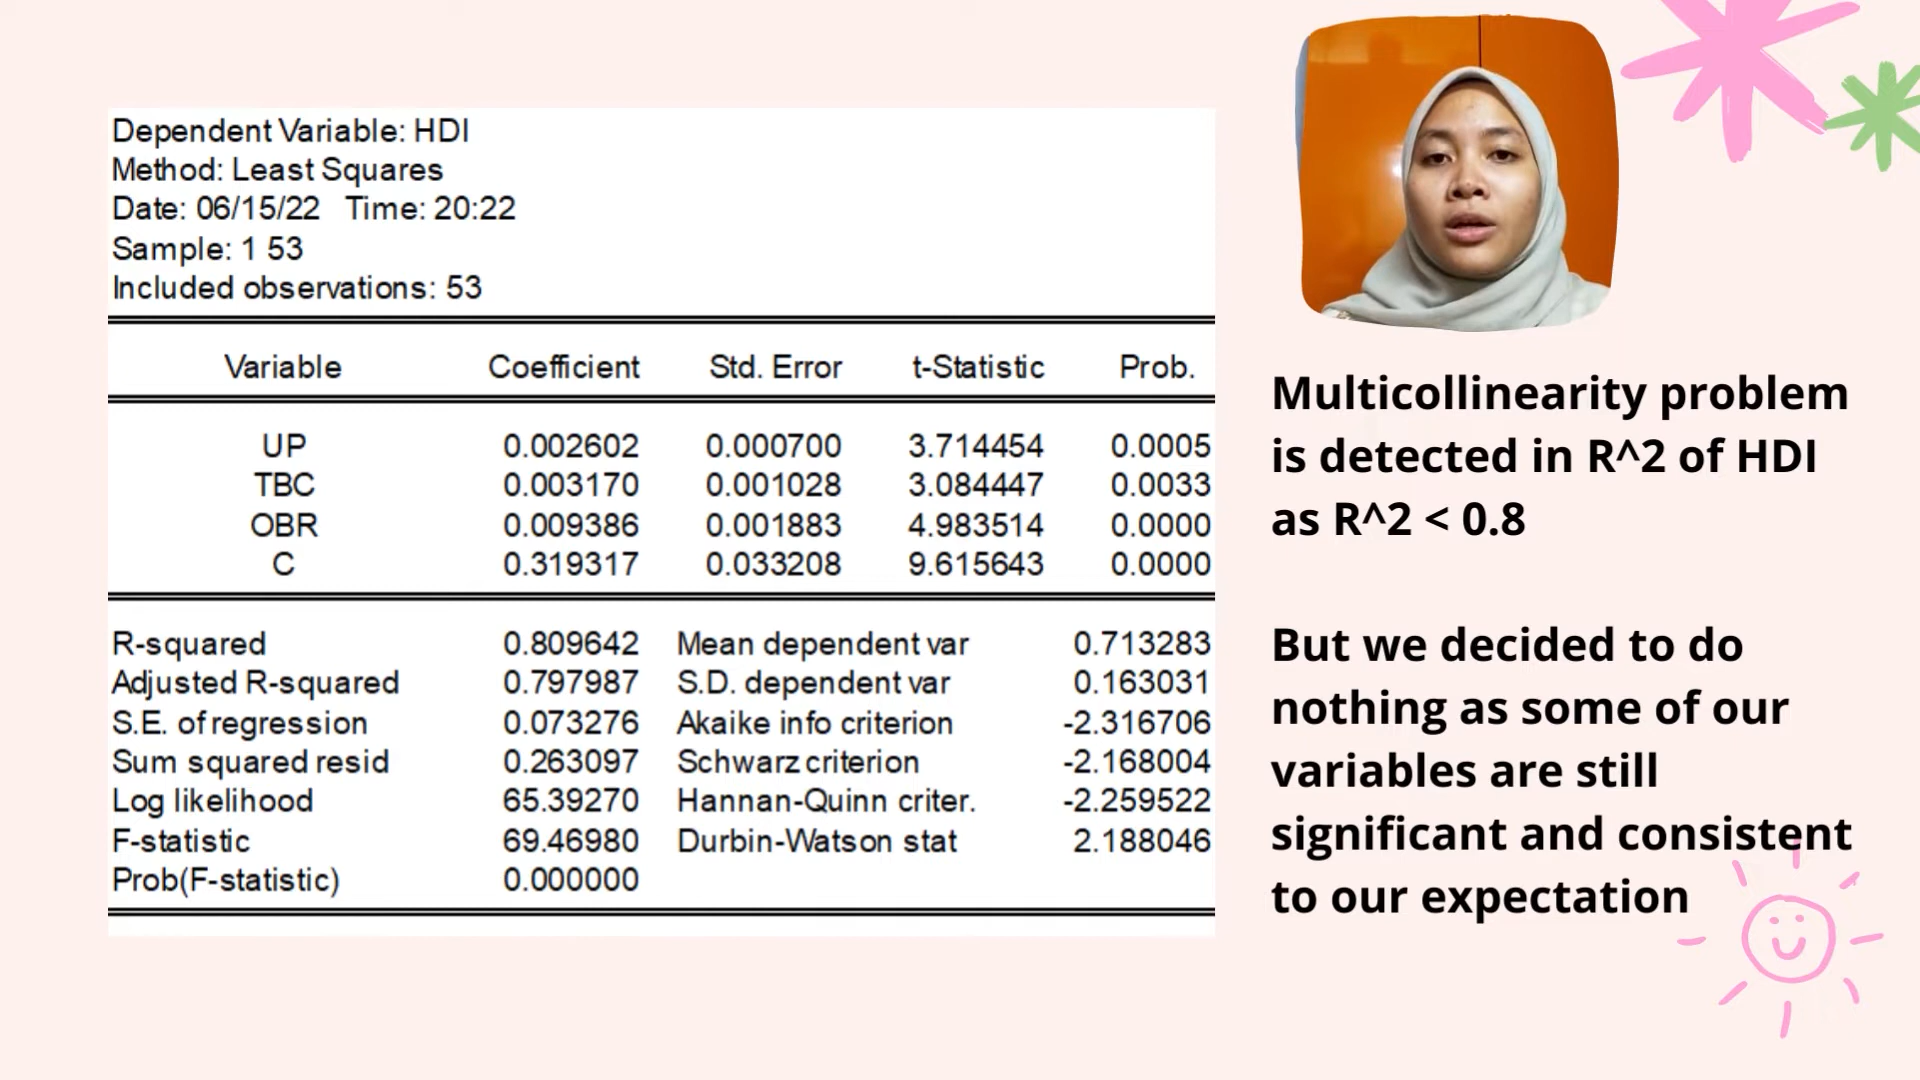 Dependent Variable: HDI
Method: Least Squares
Date: 06/15/22 Time: 20:22
Sample: 1 53
Included observations: 53
Variable Coefficient Std. Error t-Statistic Prob.
UP 0.002602 0.000700 3.714454 0.0005
TBC 0.003170 0.001028 3.084447 0.0033
OBR 0.009386 0.001883 4.983514 0.0000
C 0.319317 0.033208 9.615643 0.0000
R-squared 0.809642 Mean dependent var 0.713283
Adjusted R-squared 0.797987 S.D. dependent var 0.163031
S.E. of regression 0.073276 Akaike info criterion -2.316706
Sum squared resid 0.263097 Schwarz criterion -2.168004
Log likelihood 65.39270 Hannan-Quinn criter. -2.259522
F-statistic 69.46980 Durbin-Watson stat 2.188046
Prob(F-statistic) 0.000000
Multicollinearity problem
is detected in R^2 of HDI
as R^2 < 0.8
But we decided to do
nothing as some of our
variables are still
significant and consistent
to our expectation